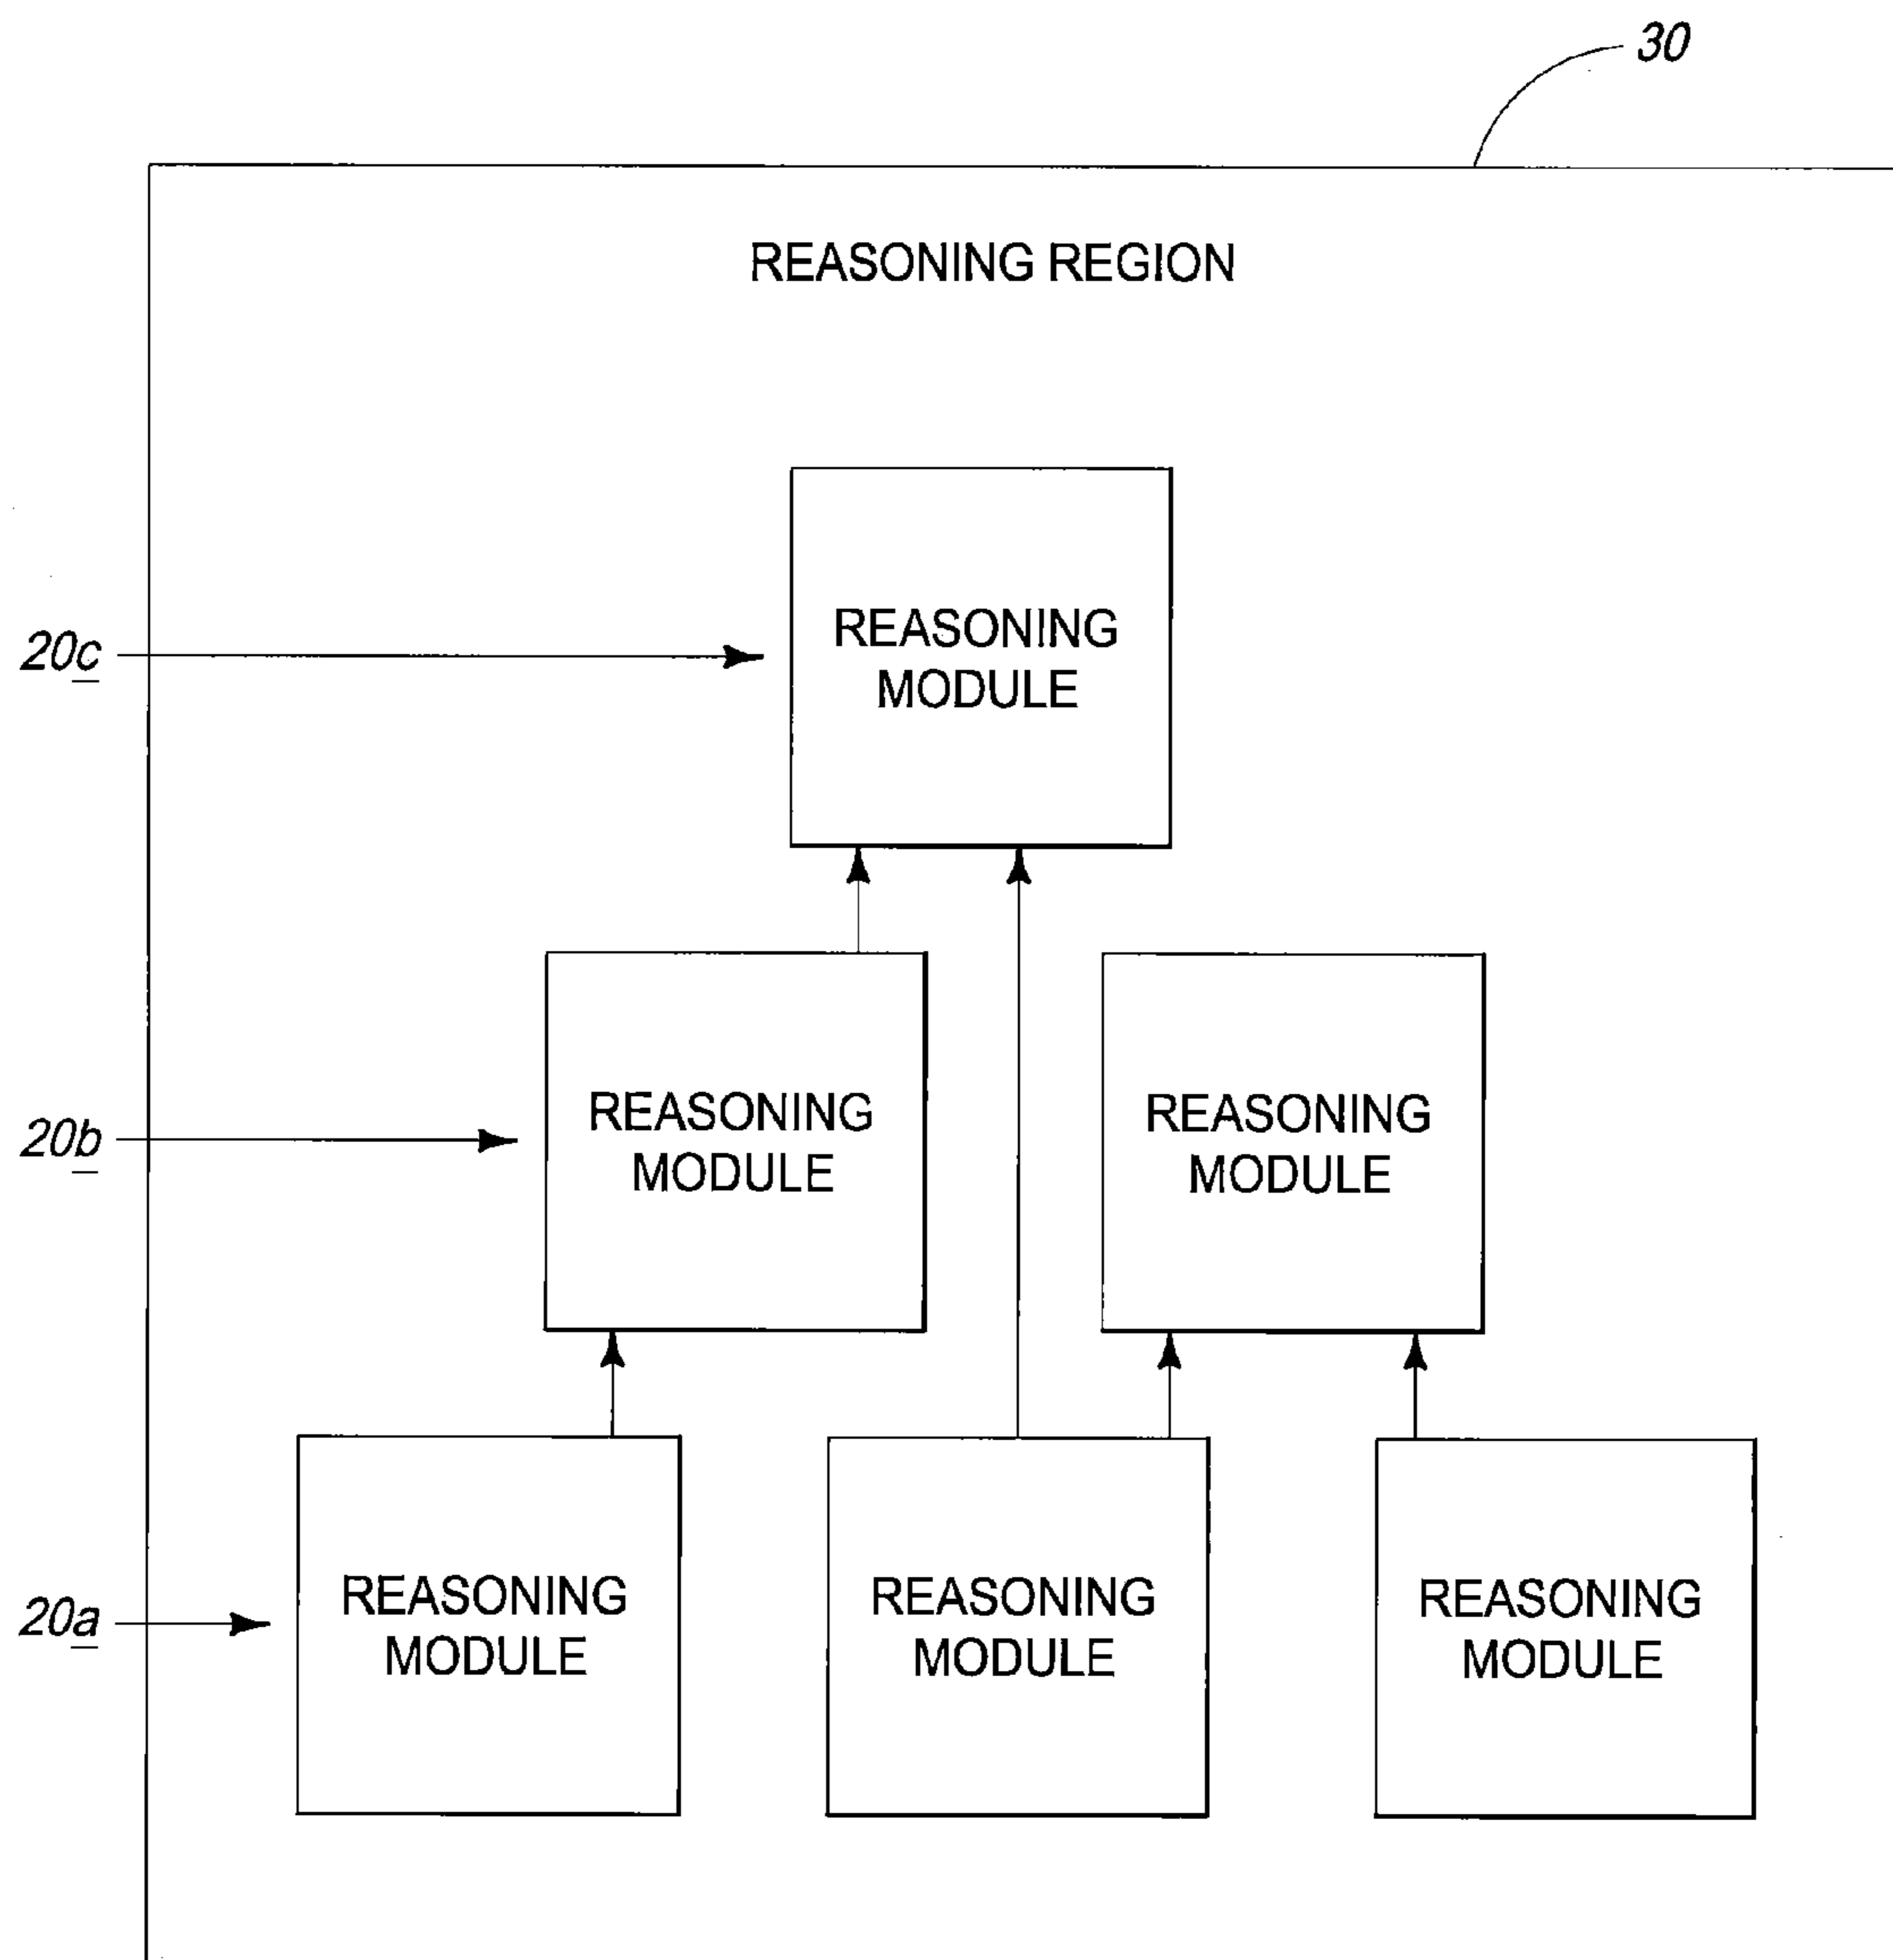 30
REASONING REGION
20c
REASONING
MODULE
20b
REASONING
MODULE
REASONING
MODULE
20a
REASONING
MODULE
REASONING
MODULE
REASONING
MODULE